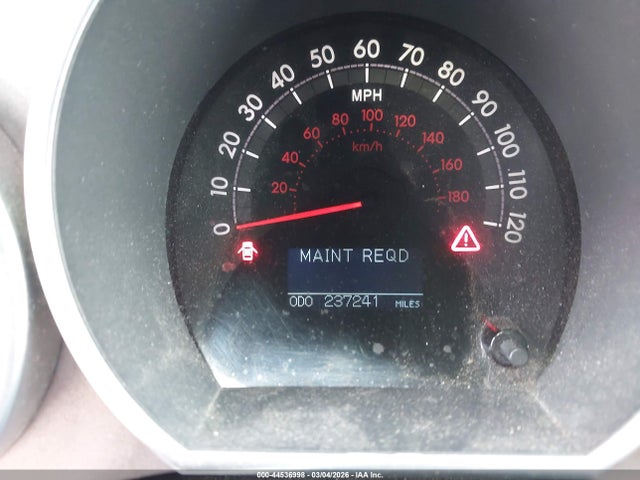 0 10 20 30 40 50 60 70 80 90 100 110 120
MPH
20 40 60 80 100 120 140 160 180
km/h
MAINT REQD
ODO 237241 MILES
000-44536998 - 03/04/2026 - IAA Inc.